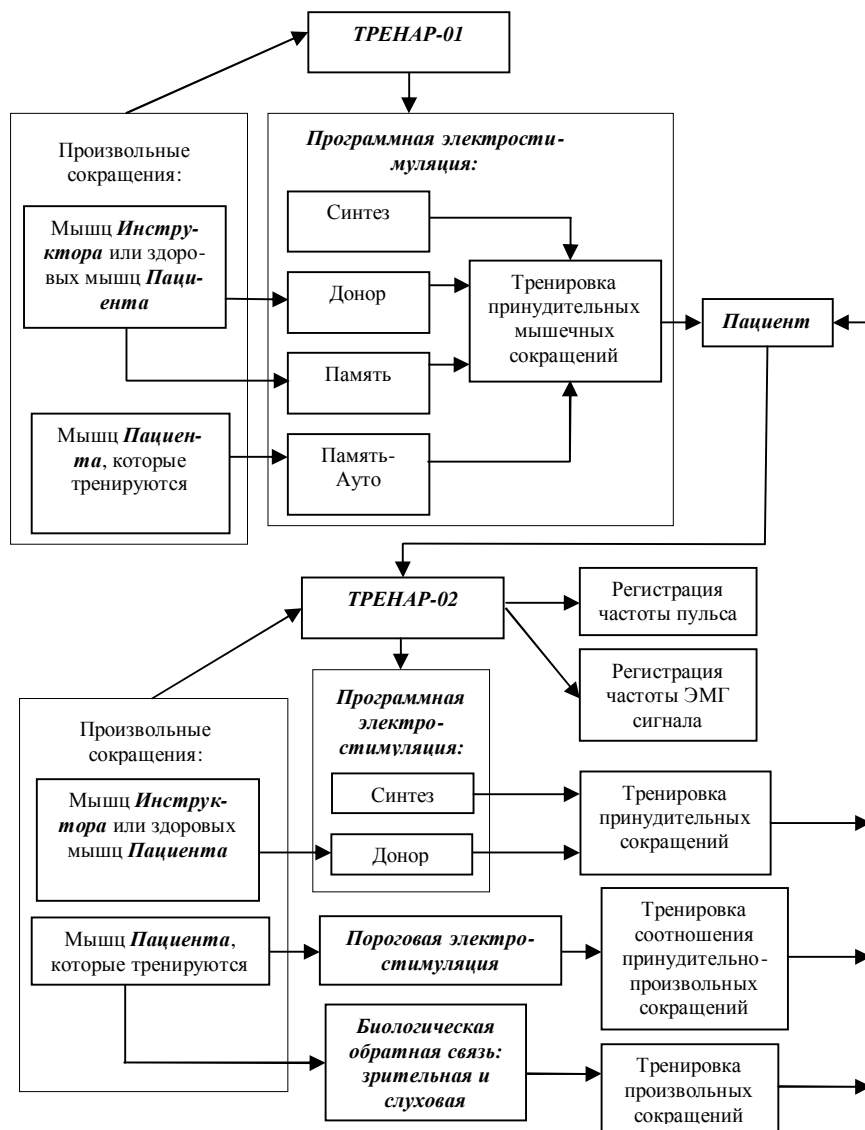 ТРЕНАР-01
Произвольные
сокращения:
Мышц Инстру-
ктора или здоро-
вых мышц Паци-
ента
Мышц Пациен-
та, которые
тренируются
Программная электрости-
муляция:
Синтез
Донор
Память
Память-
Ауто
Тренировка
принудительных
мышечных
сокращений
Пациент
ТРЕНАР-02
Регистрация
частоты пульса
Регистрация
частоты ЭМГ
сигнала
Произвольные
сокращения:
Мышц Инструк-
тора или здоровых
мышц Пациента
Мышц Пациента,
которые тренируются
Программная
электро-
стимуляция:
Синтез
Донор
Тренировка
принудительных
сокращений
Пороговая электро-
стимуляция
Тренировка
соотношения
принудительно-
произвольных
сокращений
Биологическая
обратная связь:
зрительная и
слуховая
Тренировка
произвольных
сокращений